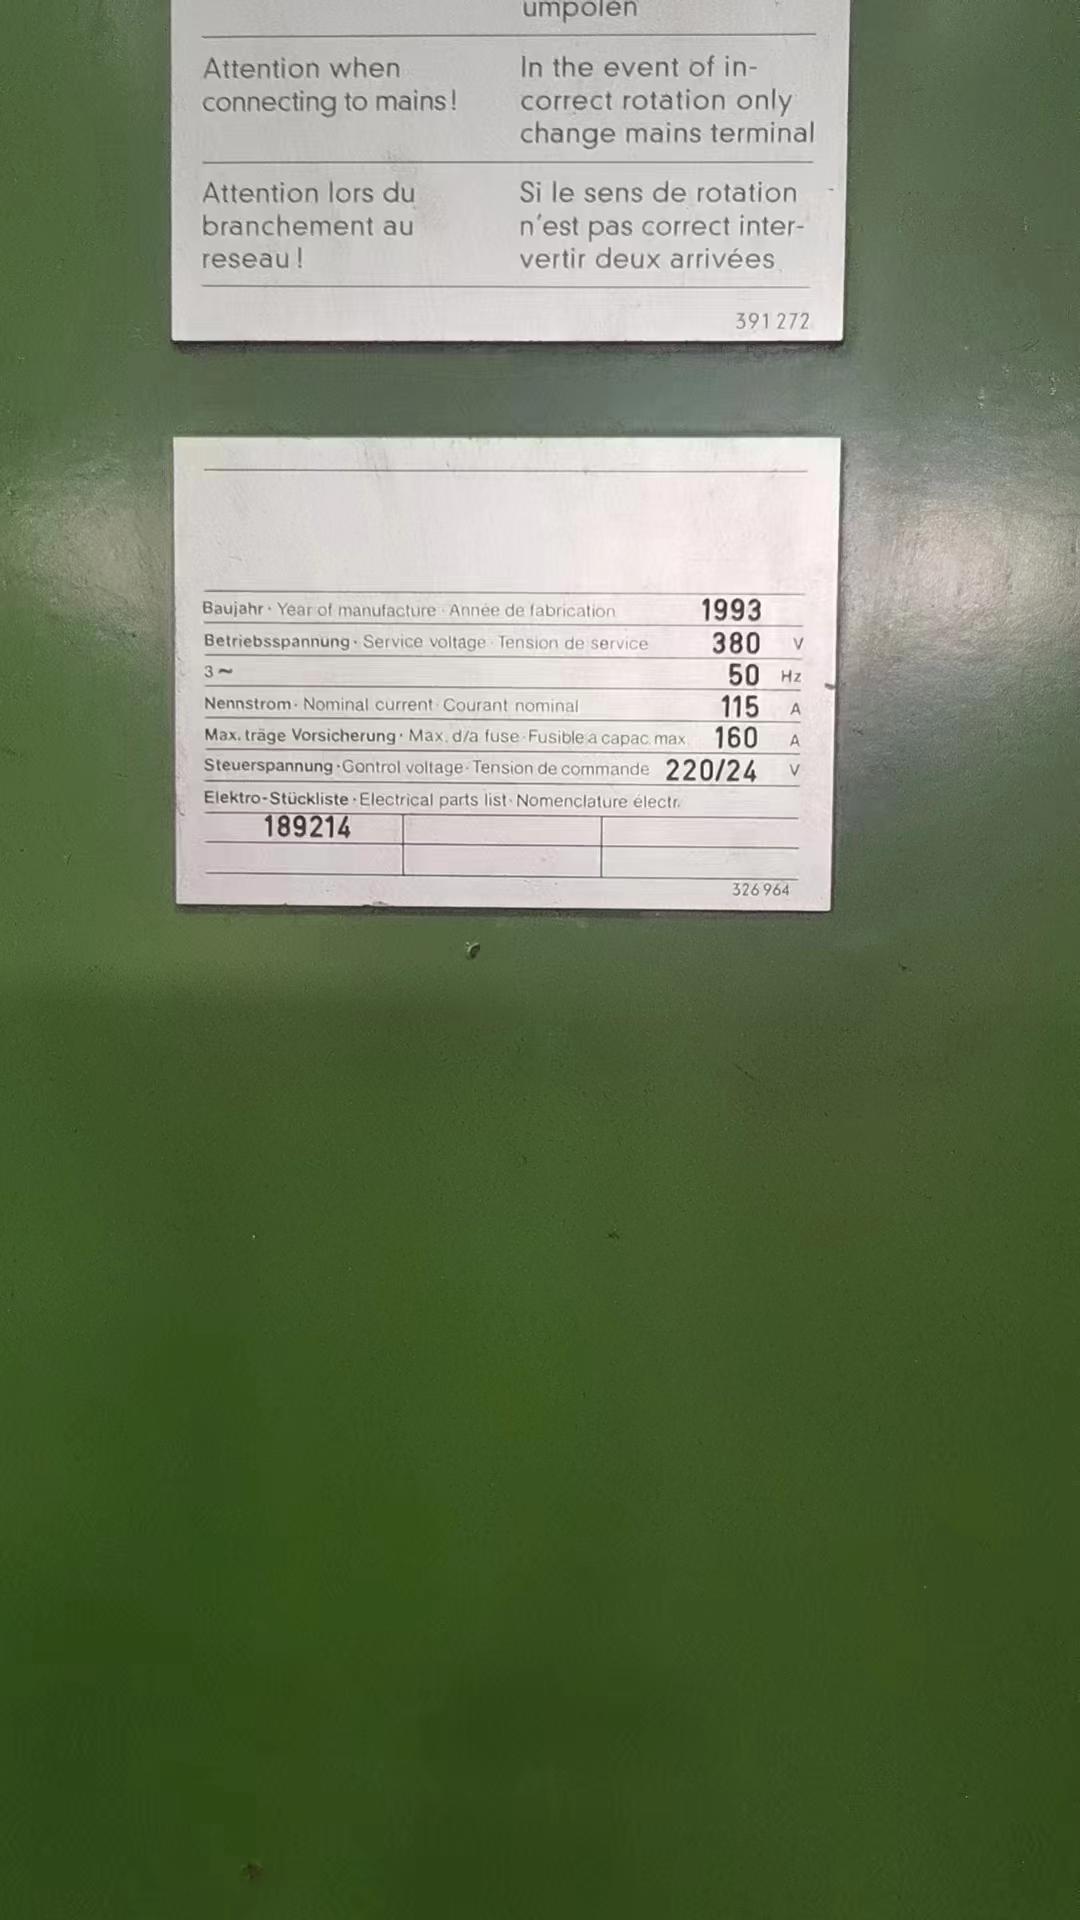 umpolen
Attention when
connecting to mains!
In the event of in-
correct rotation only
change mains terminal
Attention lors du
branchement au
reseau!
Si le sens de rotation
n'est pas correct inter-
vertir deux arrivées
391 272
Baujahr · Year of manufacture · Année de fabrication 1993
Betriebsspannung · Service voltage · Tension de service 380 V
3 ~ 50 Hz
Nennstrom · Nominal current · Courant nominal 115 A
Max. träge Vorsicherung · Max. d/a fuse · Fusible a capac. max. 160 A
Steuerspannung · Control voltage · Tension de commande 220/24 V
Elektro-Stückliste · Electrical parts list · Nomenclature électr.
189214
326 964